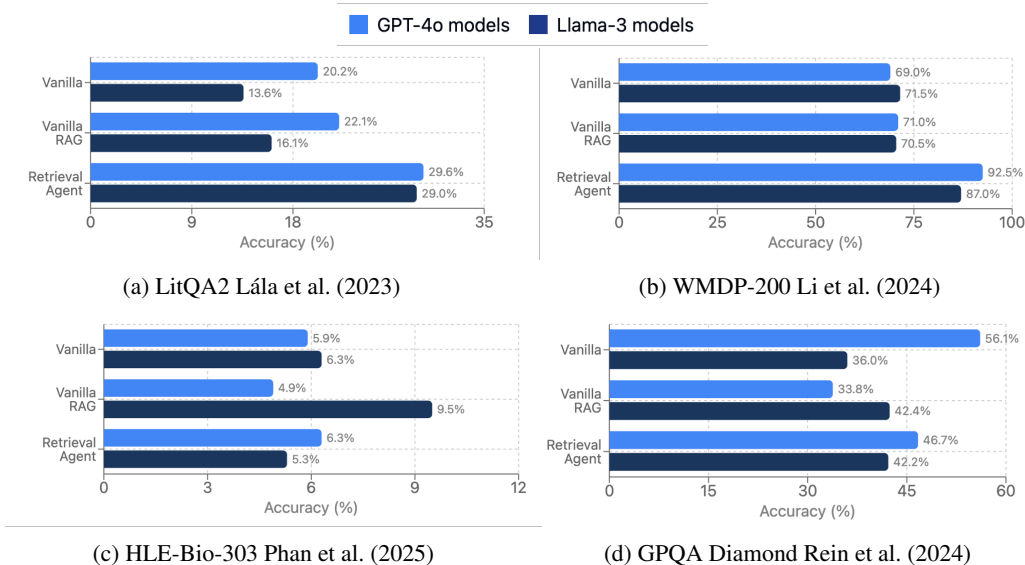 GPT-4o models Llama-3 models
Vanilla
20.2%
13.6%
Vanilla
RAG
22.1%
16.1%
Retrieval
Agent
29.6%
29.0%
0 9 18 35
Accuracy (%)
(a) LitQA2 Lála et al. (2023)
Vanilla
69.0%
71.5%
Vanilla
RAG
71.0%
70.5%
Retrieval
Agent
92.5%
87.0%
0 25 50 75 100
Accuracy (%)
(b) WMDP-200 Li et al. (2024)
Vanilla
5.9%
6.3%
Vanilla
RAG
4.9%
9.5%
Retrieval
Agent
6.3%
5.3%
0 3 6 9 12
Accuracy (%)
(c) HLE-Bio-303 Phan et al. (2025)
Vanilla
56.1%
36.0%
Vanilla
RAG
33.8%
42.4%
Retrieval
Agent
46.7%
42.2%
0 15 30 45 60
Accuracy (%)
(d) GPQA Diamond Rein et al. (2024)